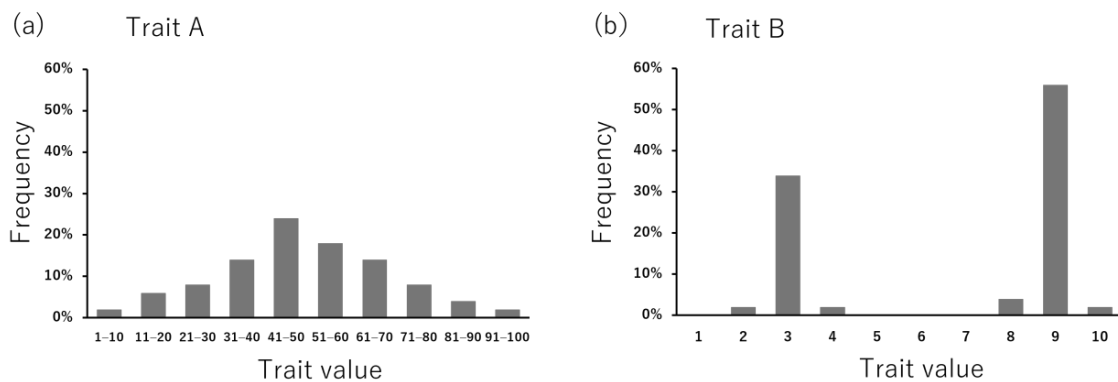 (a) Trait A
60%
50%
40%
30%
20%
10%
0%
Frequency
1–10 11–20 21–30 31–40 41–50 51–60 61–70 71–80 81–90 91–100
Trait value
(b) Trait B
60%
50%
40%
30%
20%
10%
0%
Frequency
1 2 3 4 5 6 7 8 9 10
Trait value